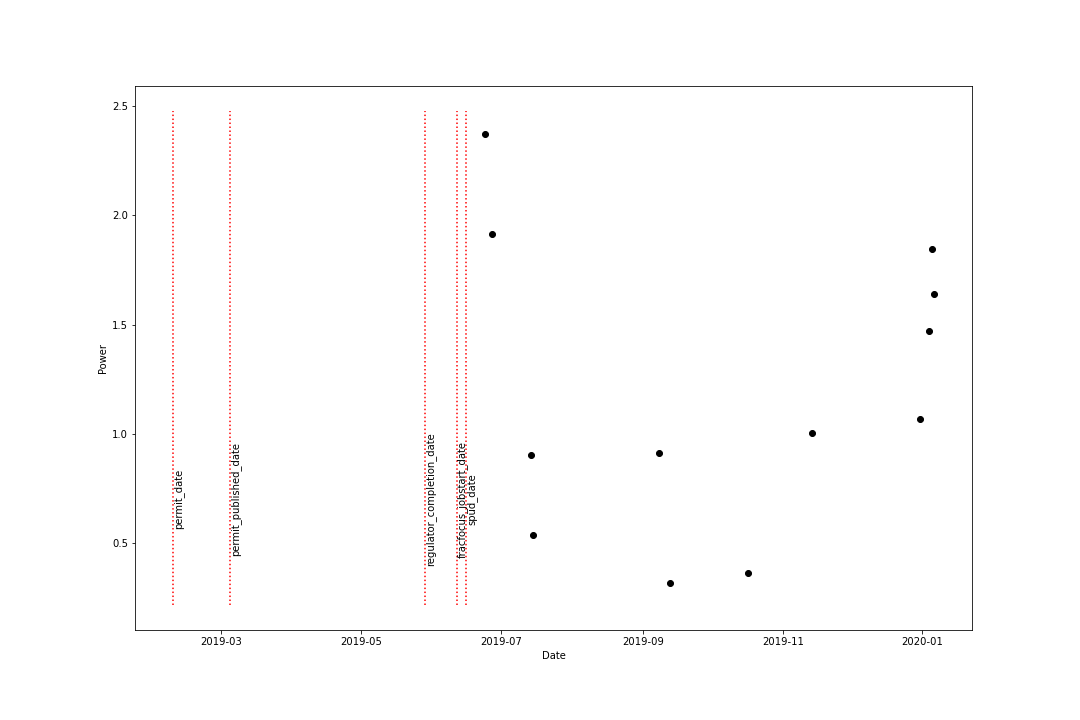 2.5
2.0
1.5
1.0
0.5
Power
permit_date
permit_published_date
regulator_completion_date
fracfocus_jobstart_date
spud_date
2019-03
2019-05
2019-07
2019-09
2019-11
2020-01
Date